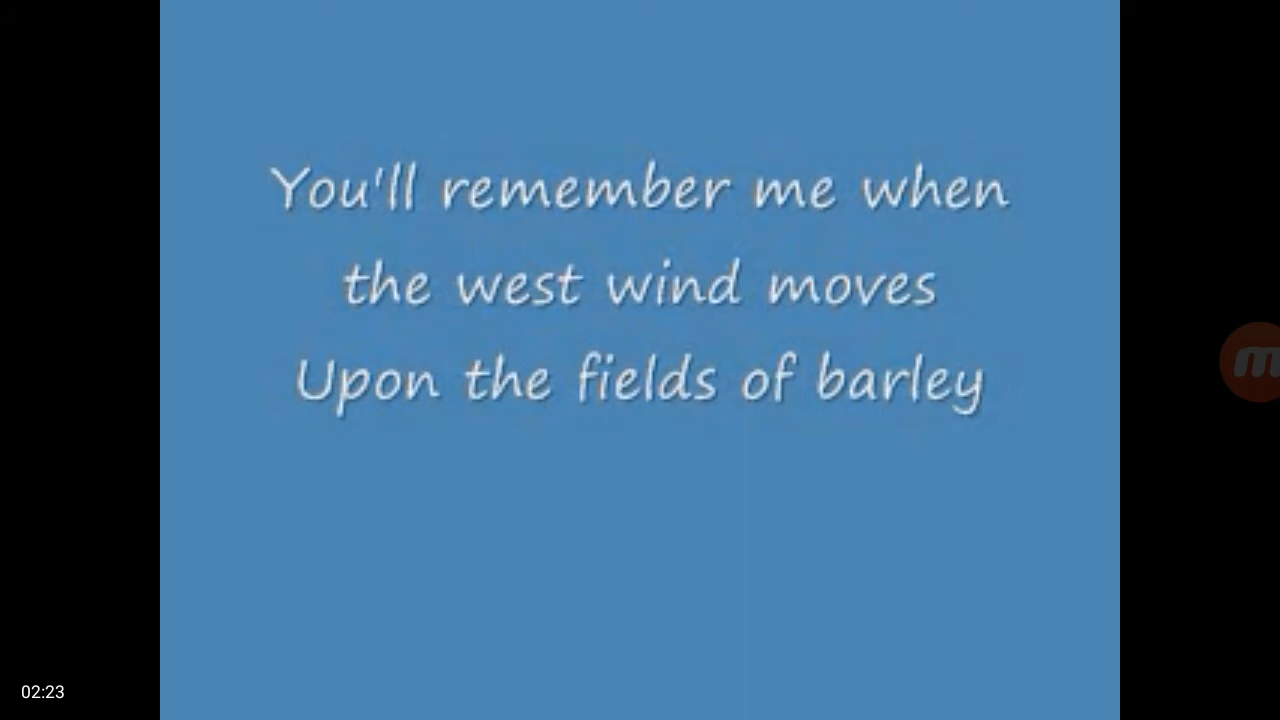 You'll remember me when
the west wind moves
Upon the fields of barley
02:23